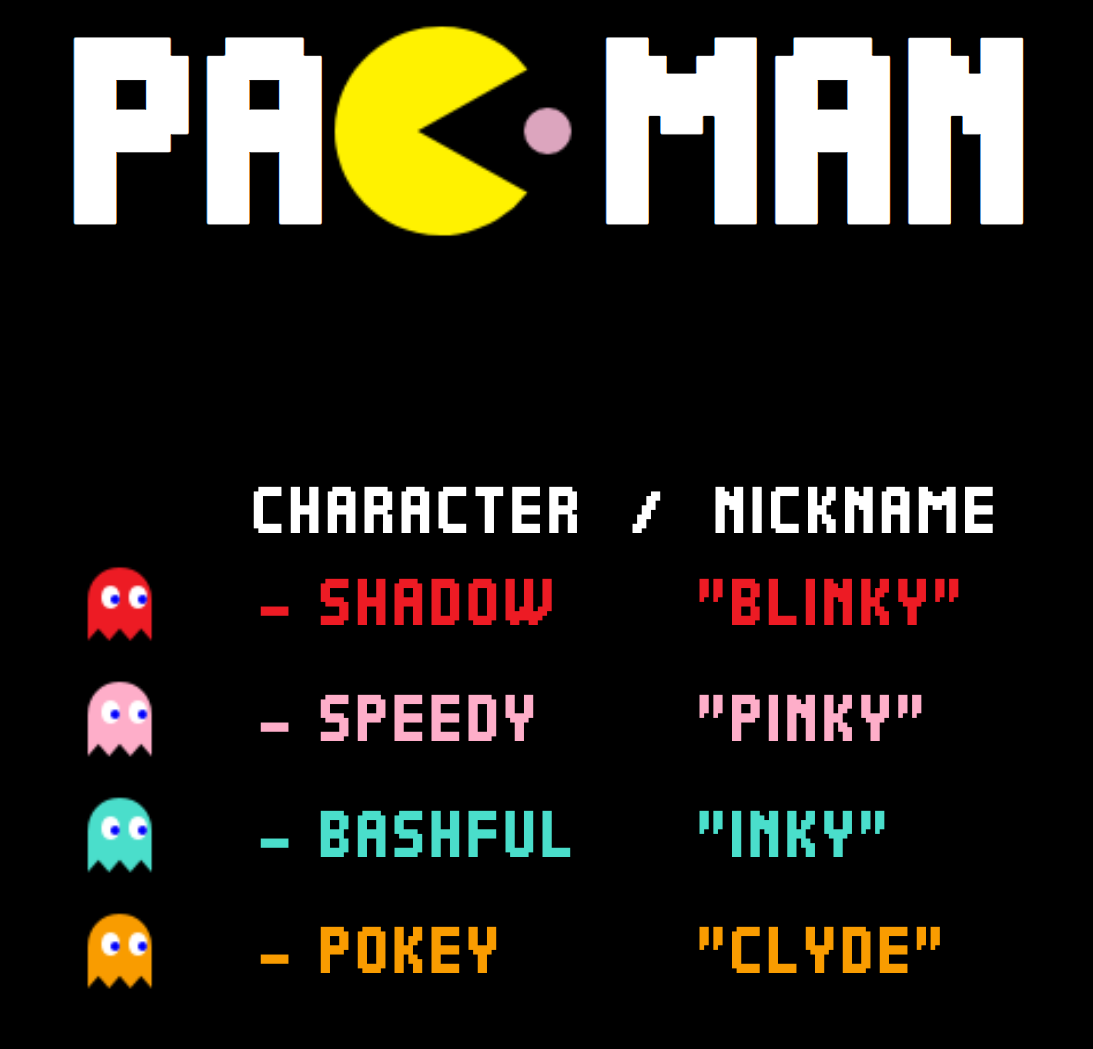 PAC-MAN
CHARACTER / NICKNAME
- SHADOW "BLINKY"
- SPEEDY "PINKY"
- BASHFUL "INKY"
- POKEY "CLYDE"